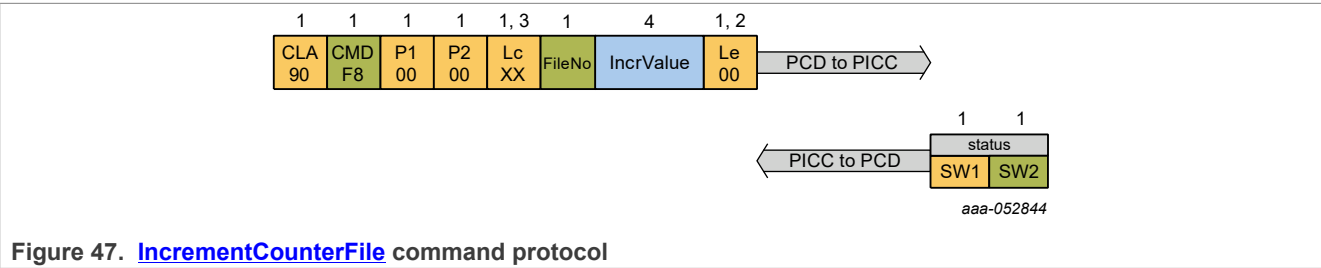 1 1 1 1 1, 3 1 4 1, 2
CLA CMD P1 P2 Lc FileNo IncrValue Le PCD to PICC
90 F8 00 00 XX 00
1 1
status
PICC to PCD SW1 SW2
aaa-052844
Figure 47. IncrementCounterFile command protocol